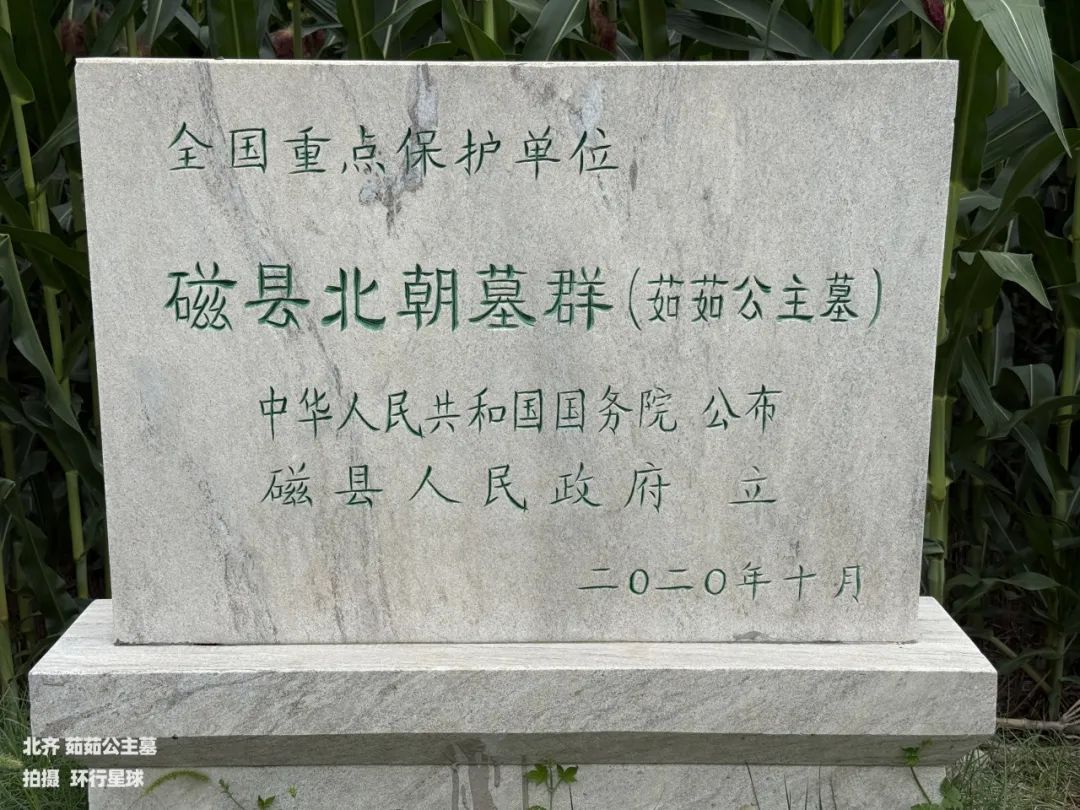 全国重点保护单位
磁县北朝墓群(茹茹公主墓)
中华人民共和国国务院 公布
磁县人民政府 立
二〇二〇年十月
北齐 茹茹公主墓
拍摄 环行星球